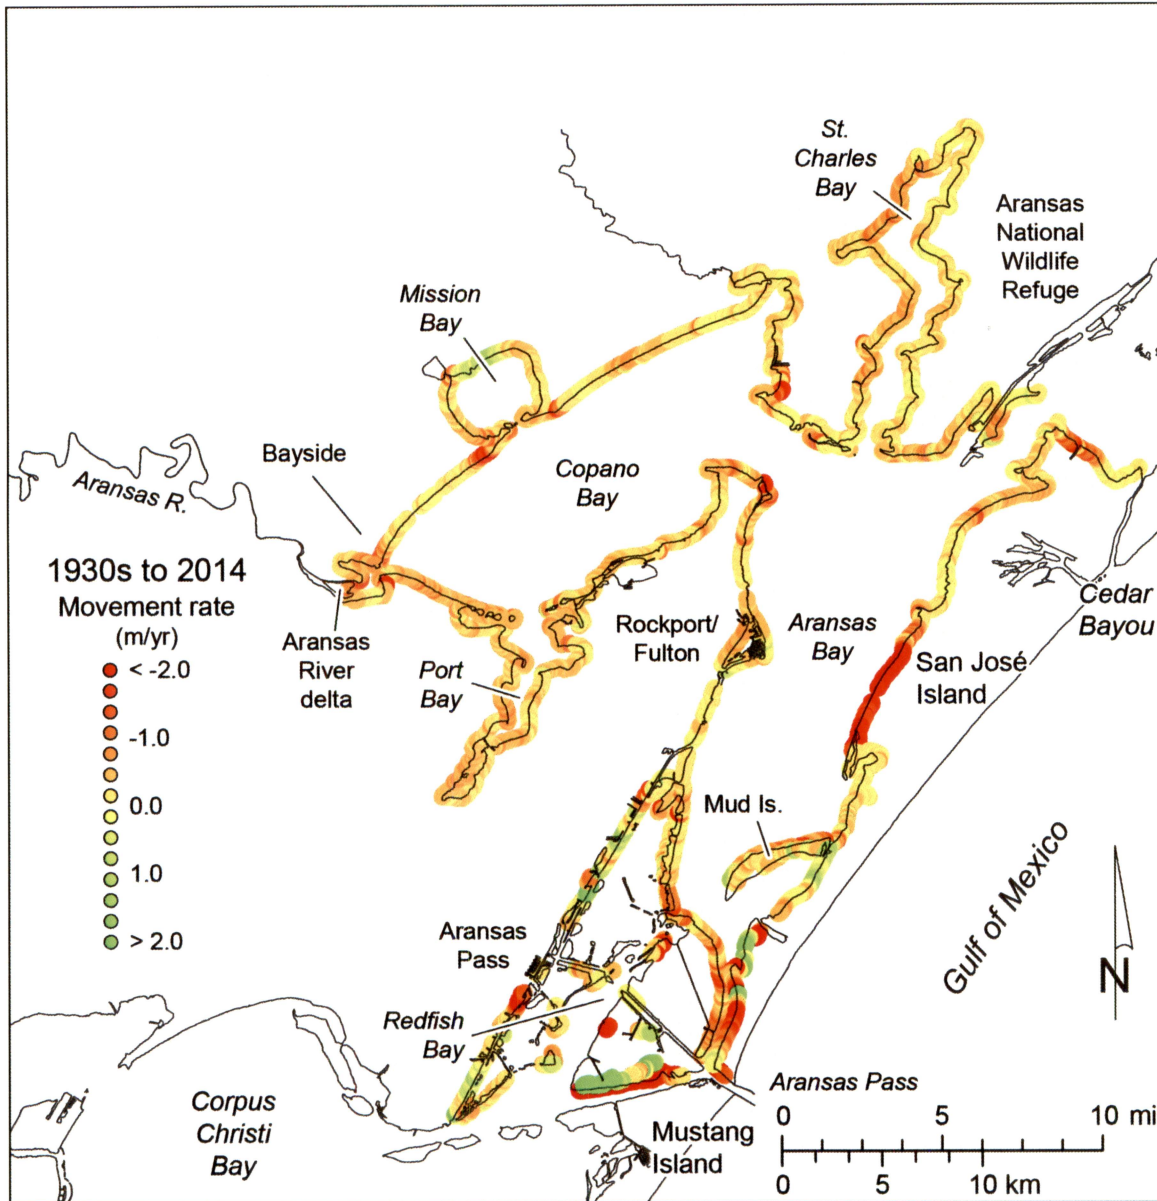 St.
Charles
Bay
Aransas
National
Wildlife
Refuge
Mission
Bay
Bayside
Copano
Bay
Aransas R.
1930s to 2014
Movement rate
(m/yr)
< -2.0
-1.0
0.0
1.0
> 2.0
Aransas
River
delta
Port
Bay
Rockport/
Fulton
Aransas
Bay
Cedar
Bayou
San José
Island
Mud Is.
Gulf of Mexico
Aransas
Pass
Redfish
Bay
N
Corpus
Christi
Bay
Mustang
Island
Aransas Pass
0 5 10 mi
0 5 10 km